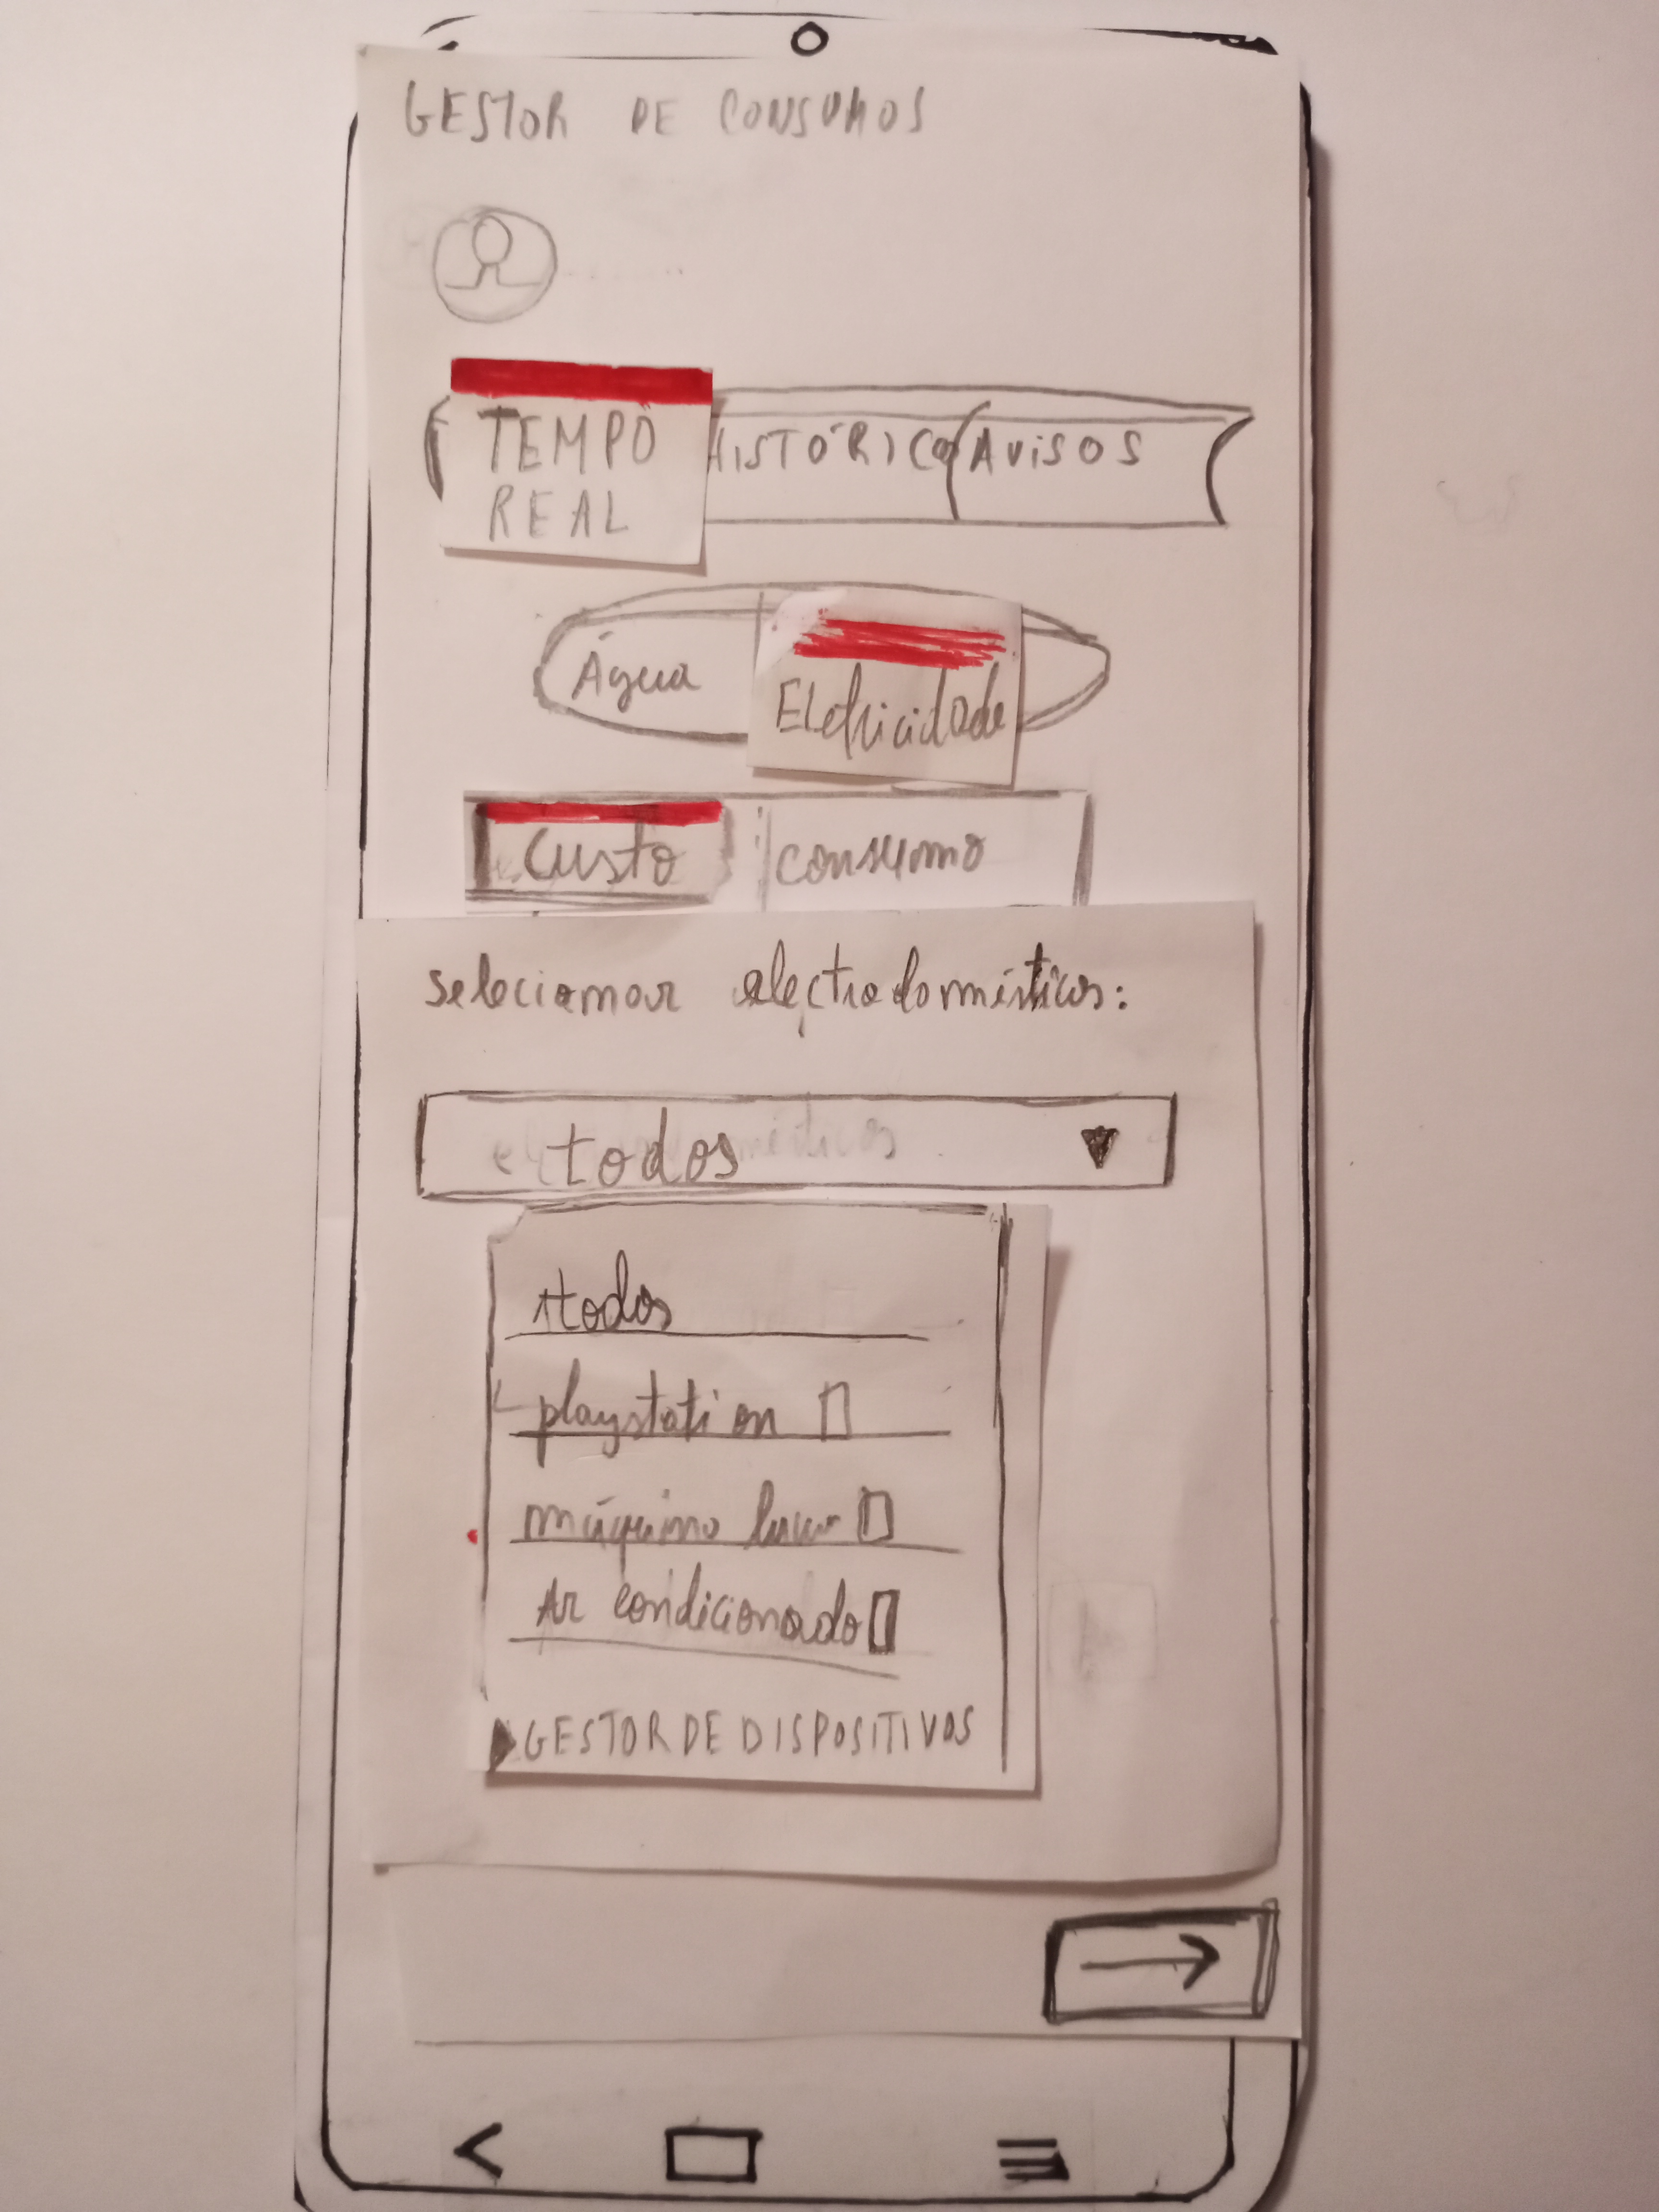 GESTOR DE CONSUMOS
TEMPO REAL
HISTÓRICO
AVISOS
Água
Eletricidade
Custo
consumo
selecionar electrodomésticos:
todos
todos
playstation
máquina
Ar condicionado
GESTOR DE DISPOSITIVOS